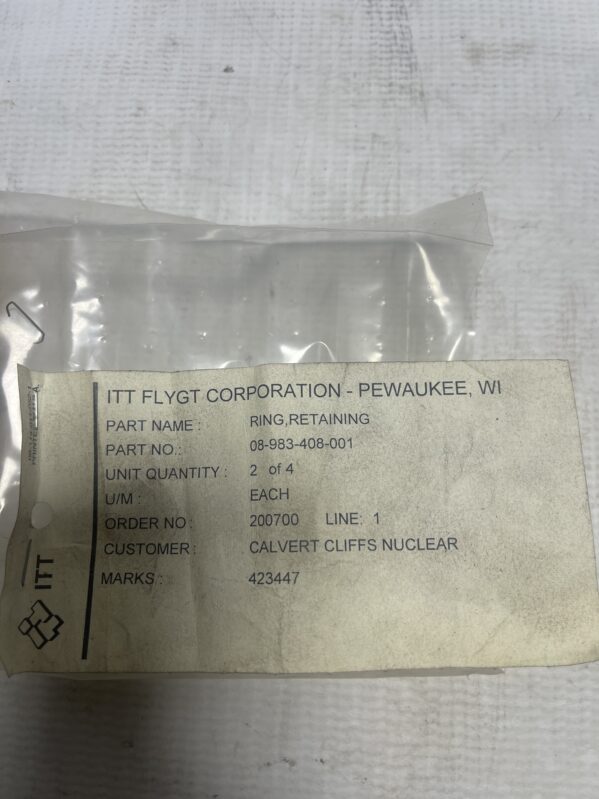 ITT FLYGT CORPORATION - PEWAUKEE, WI
PART NAME : RING,RETAINING
PART NO.: 08-983-408-001
UNIT QUANTITY : 2 of 4
U/M : EACH
ORDER NO : 200700 LINE: 1
CUSTOMER : CALVERT CLIFFS NUCLEAR
MARKS : 423447
ITT